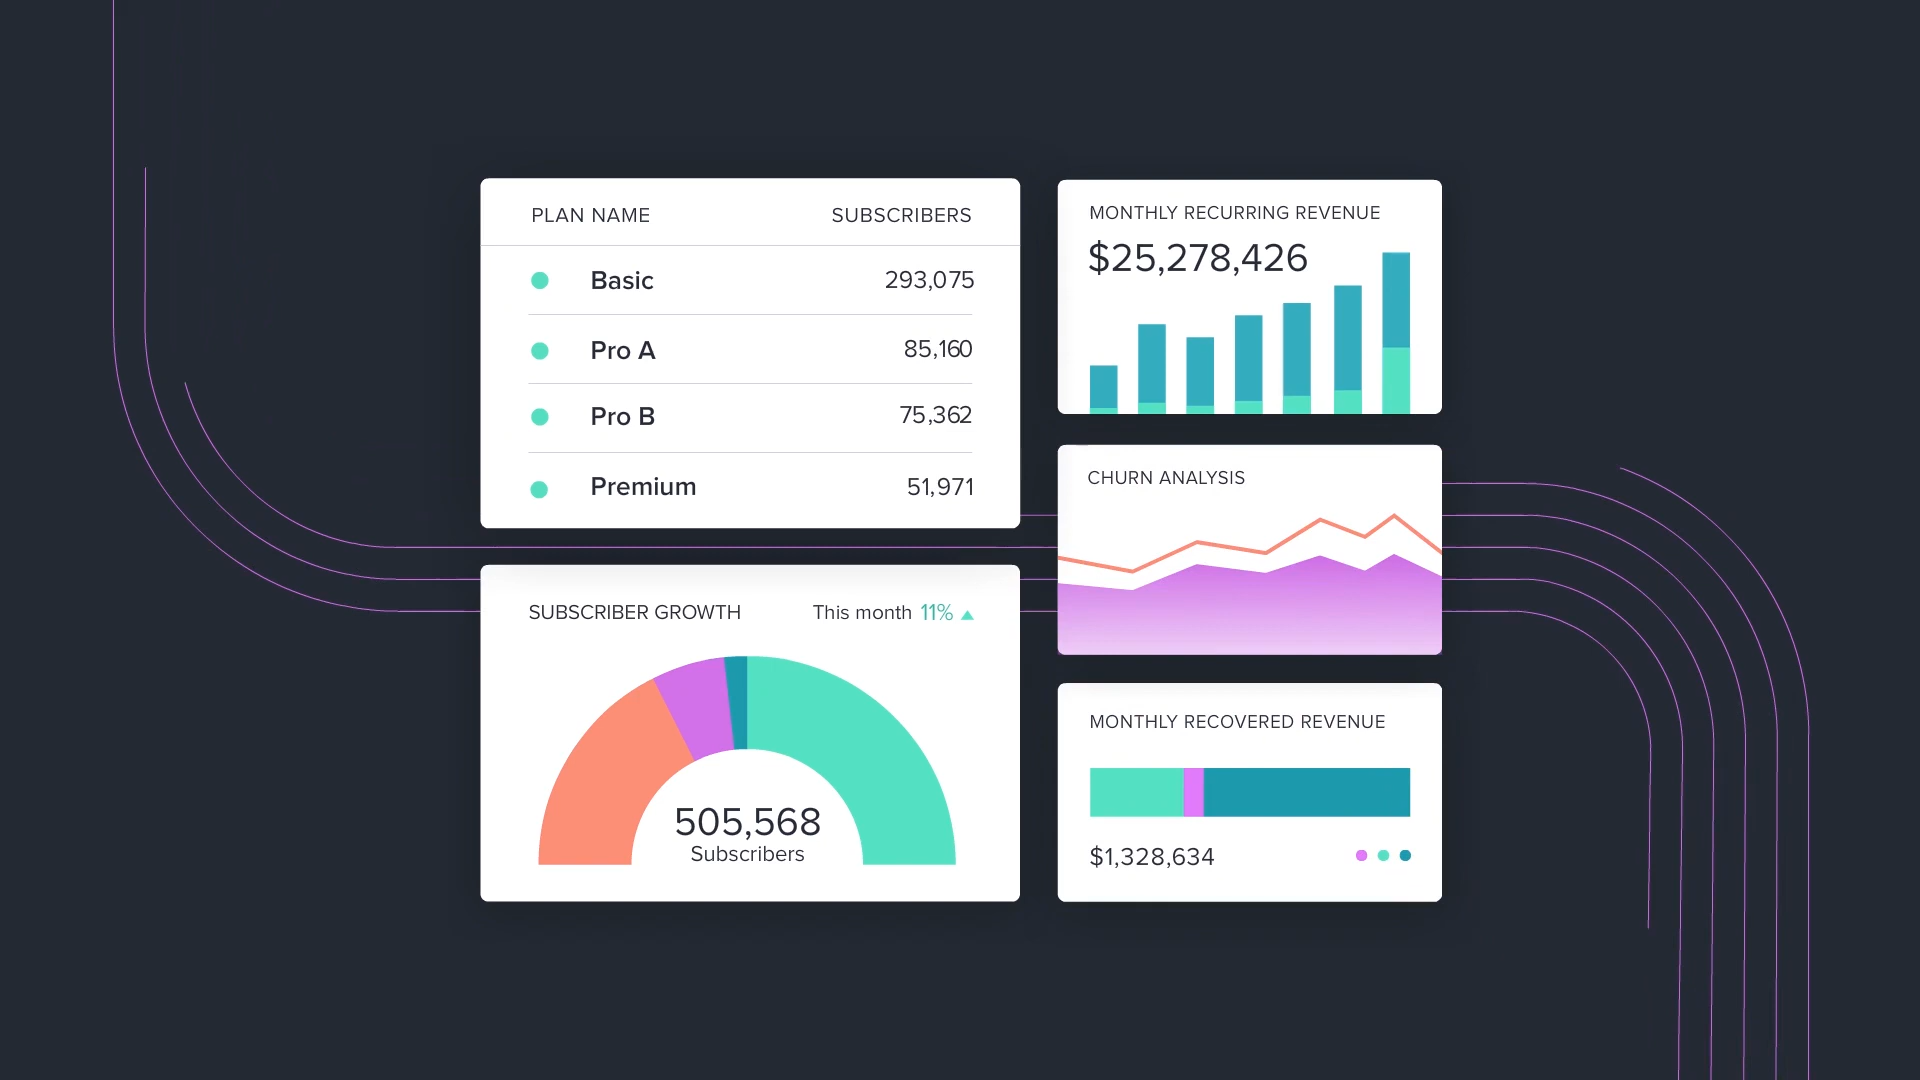 PLAN NAME SUBSCRIBERS
Basic 293,075
Pro A 85,160
Pro B 75,362
Premium 51,971
SUBSCRIBER GROWTH This month 11%
505,568
Subscribers
MONTHLY RECURRING REVENUE
$25,278,426
CHURN ANALYSIS
MONTHLY RECOVERED REVENUE
$1,328,634